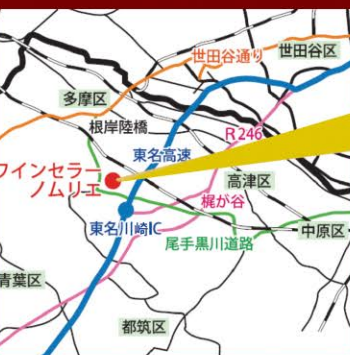 世田谷通り
世田谷区
多摩区
根岸陸橋
R246
東名高速
ワインセラー
ノムリエ
高津区
梶が谷
東名川崎IC
尾手黒川道路
中原区
青葉区
都筑区